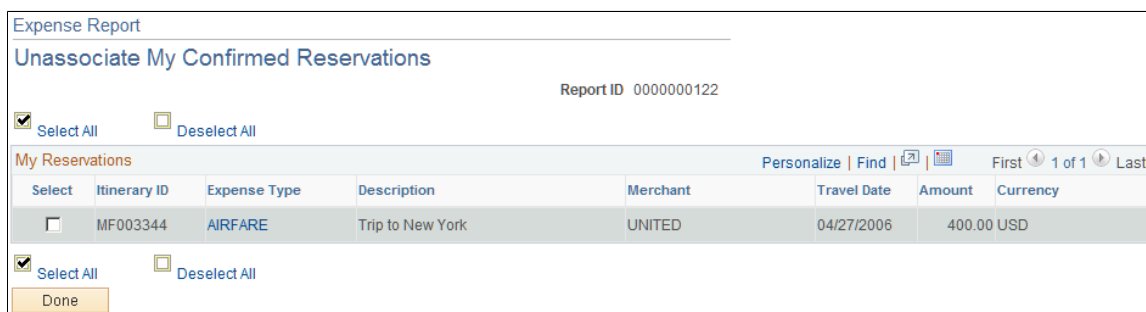 Expense Report
Unassociate My Confirmed Reservations
Report ID 0000000122
Select All Deselect All
My Reservations Personalize | Find | | First 1 of 1 Last
Select Itinerary ID Expense Type Description Merchant Travel Date Amount Currency
MF003344 AIRFARE Trip to New York UNITED 04/27/2006 400.00 USD
Select All Deselect All
Done